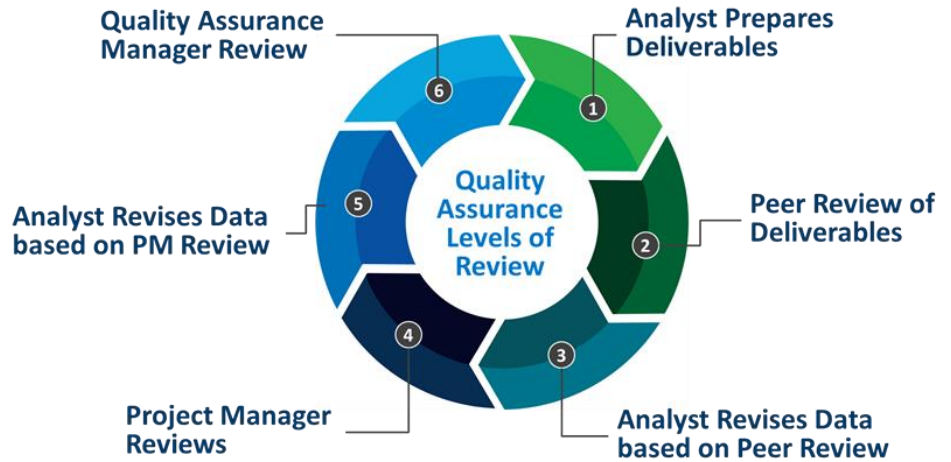 Quality Assurance
Manager Review
6
Analyst Prepares
Deliverables
1
Quality
Assurance
Levels of
Review
5
Analyst Revises Data
based on PM Review
Peer Review of
Deliverables
2
4
Project Manager
Reviews
3
Analyst Revises Data
based on Peer Review